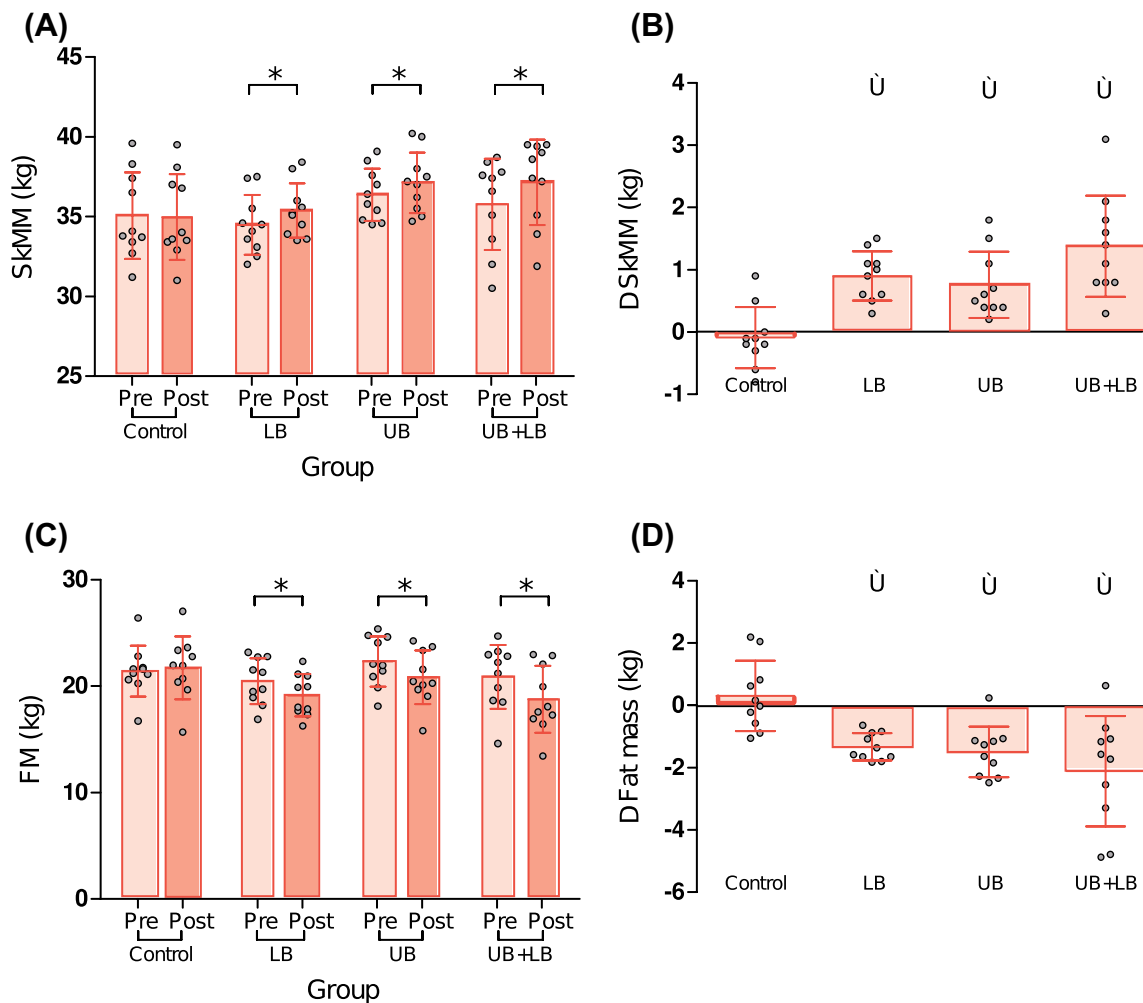 (A)
45
40
35
30
25
SkMM (kg)
* * *
Pre Post Pre Post Pre Post Pre Post
Control LB UB UB+LB
Group
(B)
4
3
2
1
0
-1
DSkMM (kg)
Ù Ù Ù
Control LB UB UB+LB
(C)
30
20
10
0
FM (kg)
* * *
Pre Post Pre Post Pre Post Pre Post
Control LB UB UB+LB
Group
(D)
4
2
0
-2
-4
-6
DFat mass (kg)
Ù Ù Ù
Control LB UB UB+LB